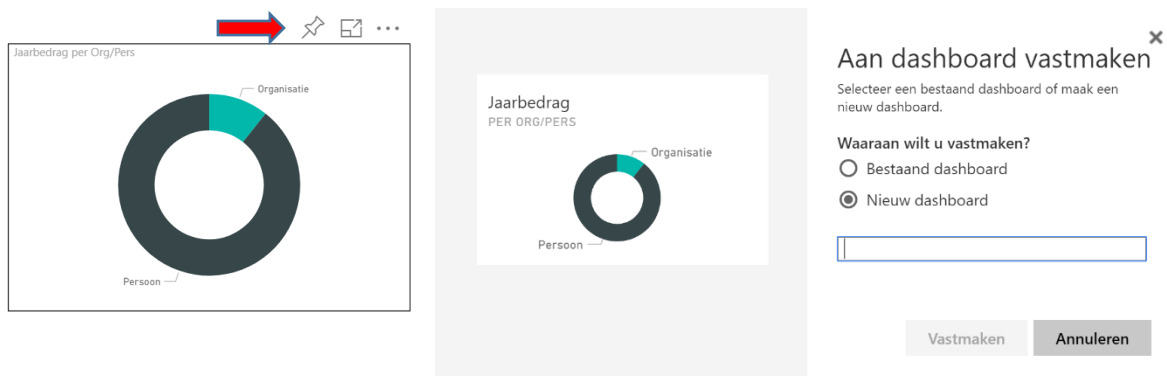 Jaarbedrag per Org/Pers
Organisatie
Persoon
Jaarbedrag
PER ORG/PERS
Organisatie
Persoon
Aan dashboard vastmaken
Selecteer een bestaand dashboard of maak een
nieuw dashboard.
Waaraan wilt u vastmaken?
Bestaand dashboard
Nieuw dashboard
Vastmaken
Annuleren